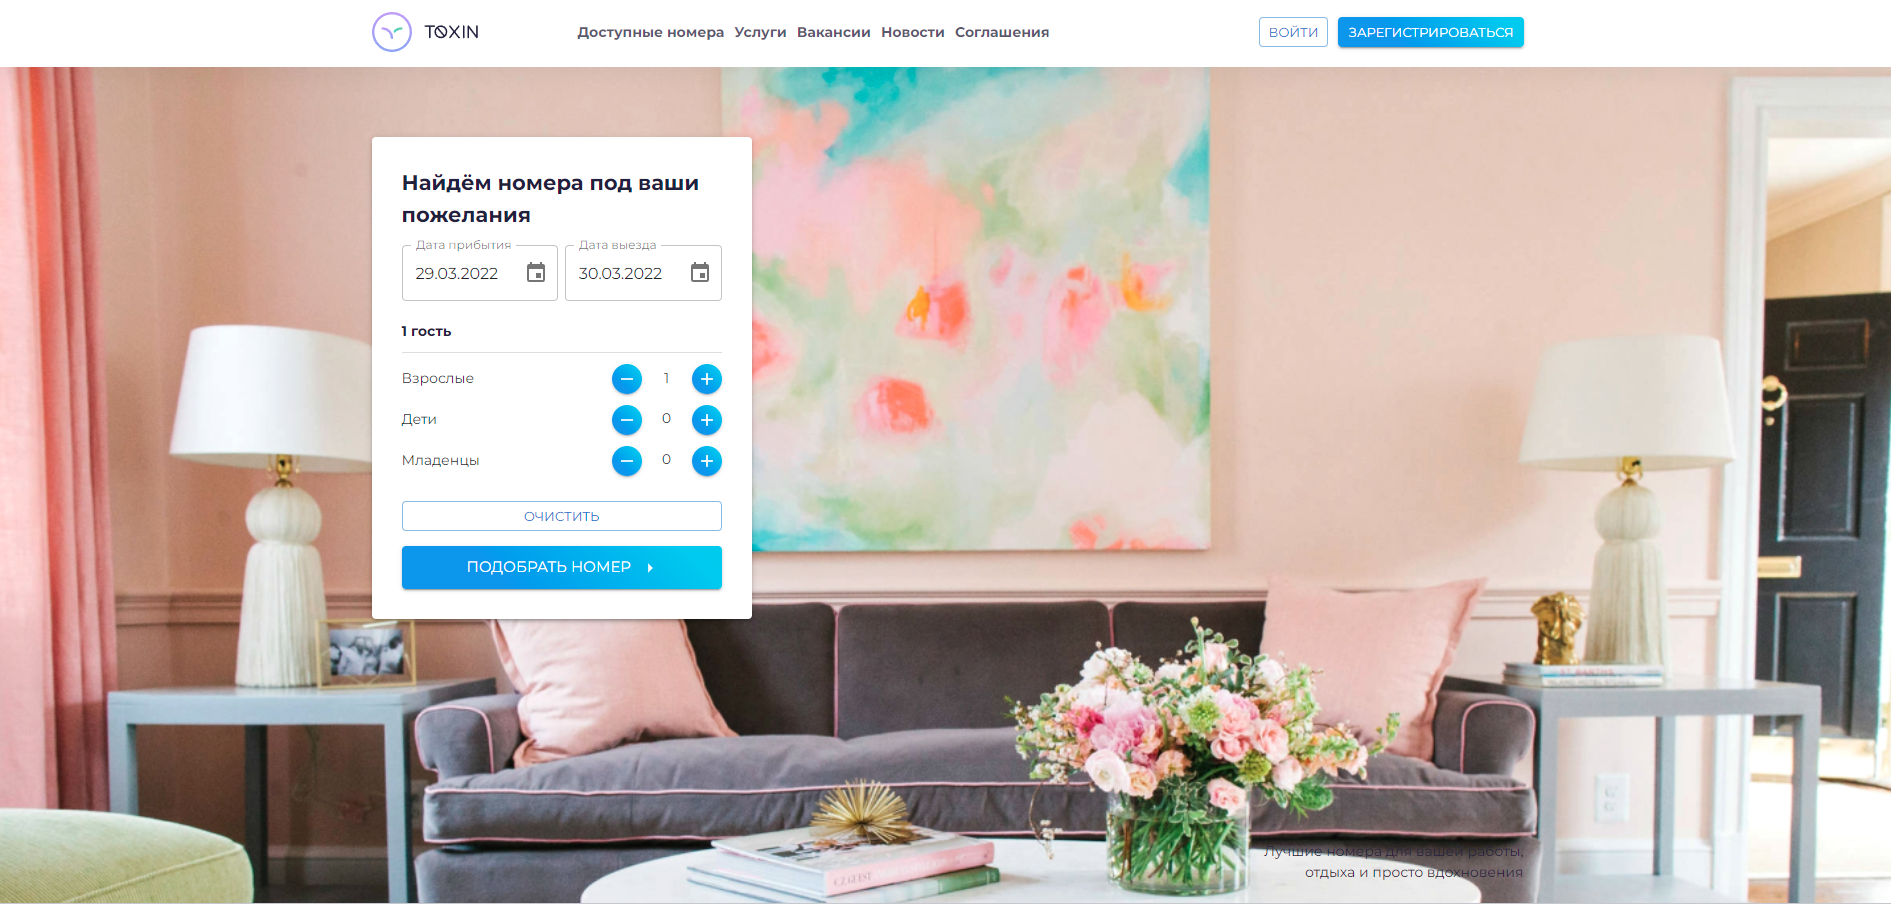 TOXIN
Доступные номера Услуги Вакансии Новости Соглашения
ВОЙТИ
ЗАРЕГИСТРИРОВАТЬСЯ
Найдём номера под ваши
пожелания
Дата прибытия
29.03.2022
Дата выезда
30.03.2022
1 гость
Взрослые 1
Дети 0
Младенцы 0
ОЧИСТИТЬ
ПОДОБРАТЬ НОМЕР
Лучшие номера для вашей работы,
отдыха и просто вдохновения